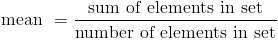 mean = sum of elements in set / number of elements in set